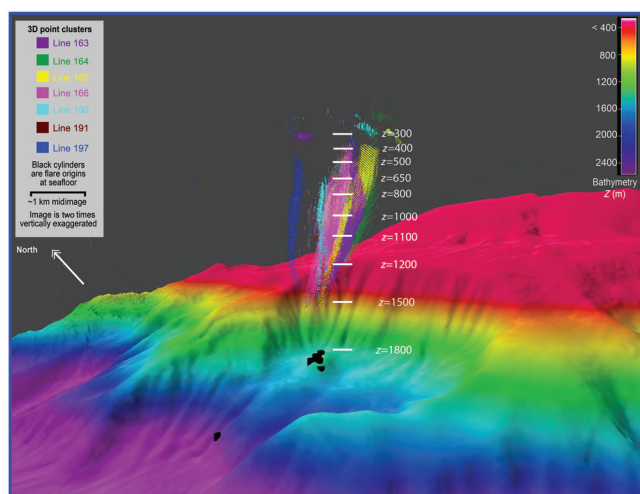 3D point clusters
Line 163
Line 164
Line 165
Line 166
Line 190
Line 191
Line 197
Black cylinders
are flare origins
at seafloor
~1 km midimage
Image is two times
vertically exaggerated
North
z=300
z=400
z=500
z=650
z=800
z=1000
z=1100
z=1200
z=1500
z=1800
< 400
800
1200
1600
2000
2400
Bathymetry
Z (m)